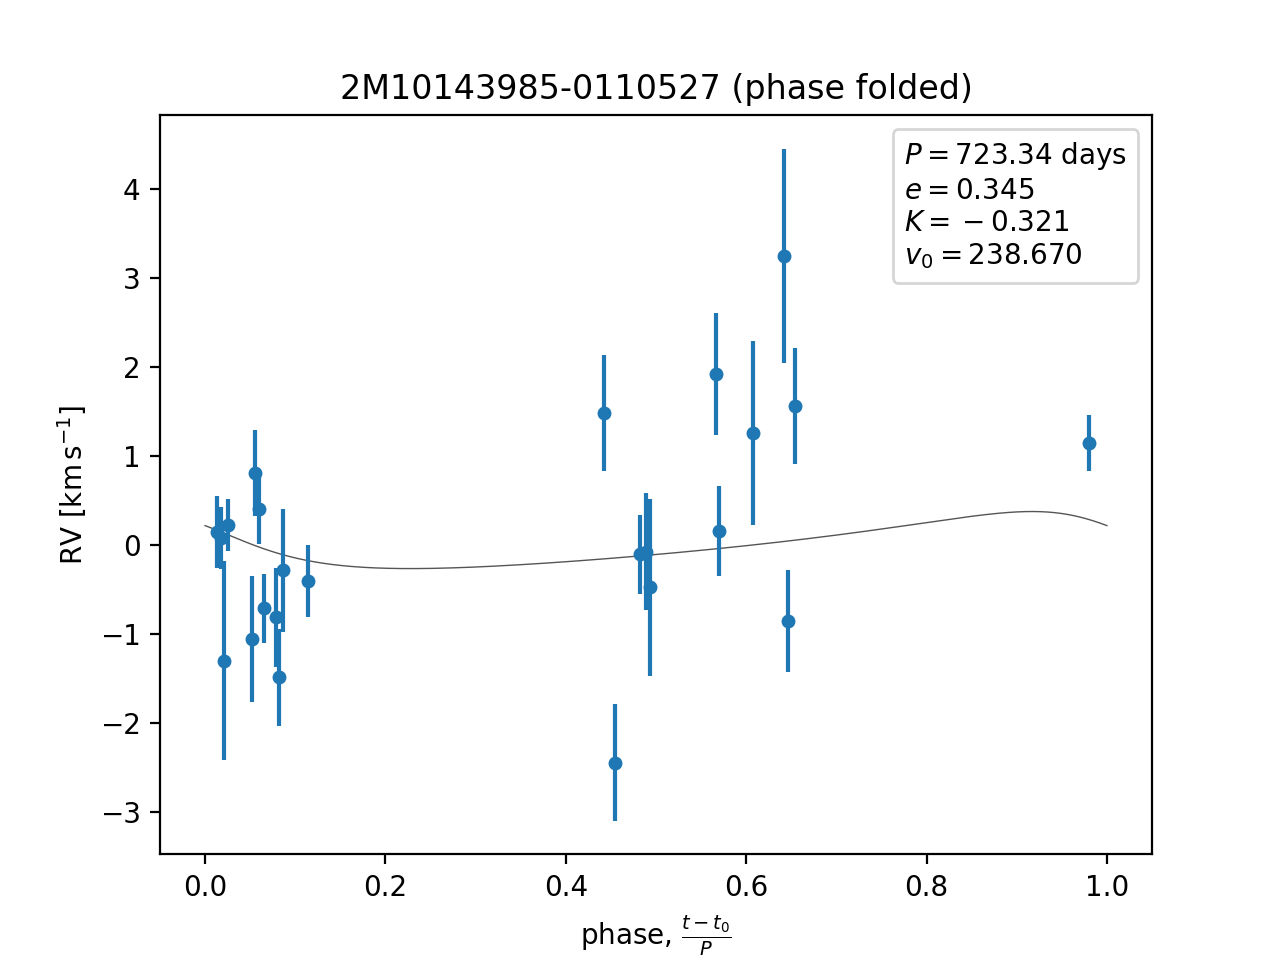 2M10143985-0110527 (phase folded)
P = 723.34 days
e = 0.345
K = −0.321
v₀ = 238.670
4
3
2
1
0
−1
−2
−3
RV [km s⁻¹]
0.0 0.2 0.4 0.6 0.8 1.0
phase, (t − t₀)/P